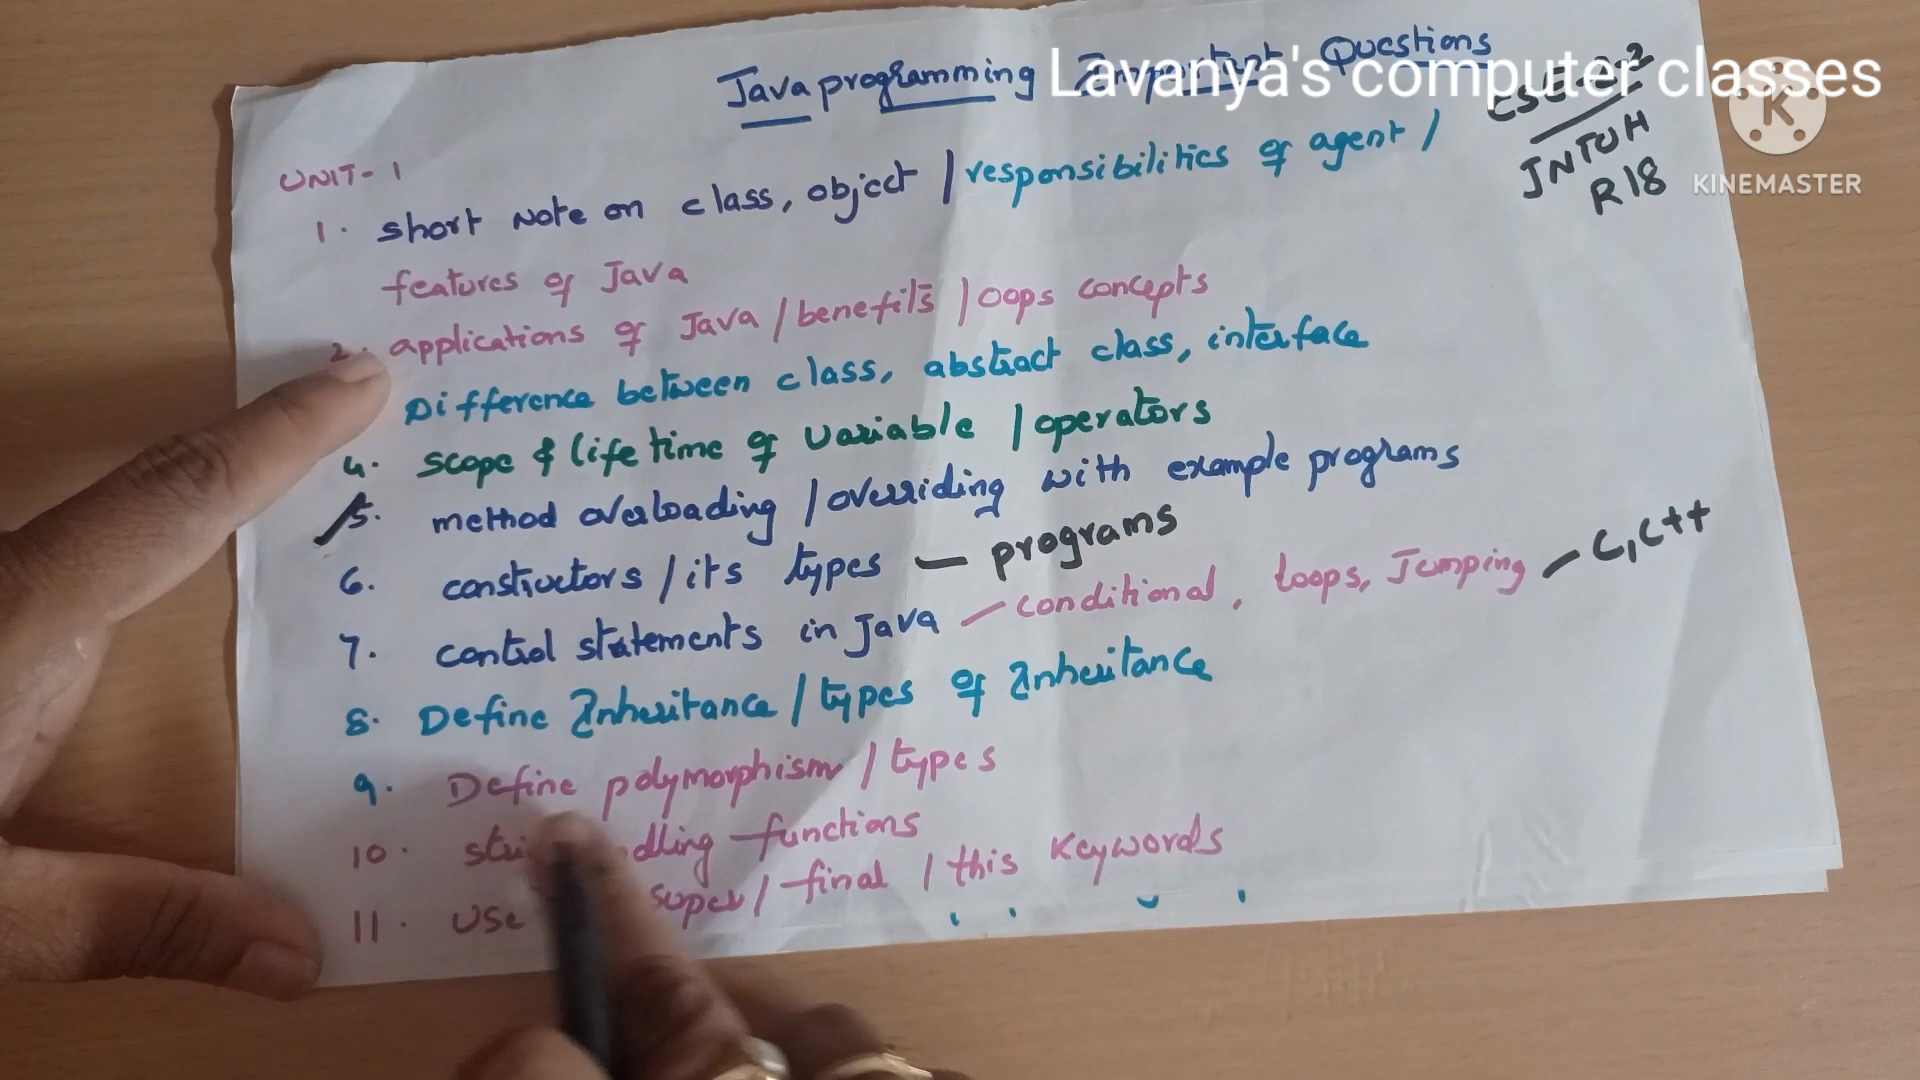 Java programming Important Questions
Lavanya's computer classes
CSE-2-2
JNTUH
R18
KINEMASTER
UNIT-1
1. short note on class, object / responsibilities of agent /
features of Java
2. applications of Java / benefits / oops concepts
Difference between class, abstract class, interface
4. scope & life time of variable / operators
5. method overloading / overriding with example programs
6. constructors / its types - programs
7. control statements in Java - conditional, loops, Jumping - C, C++
8. Define Inheritance / types of Inheritance
9. Define polymorphism / types
10. functions
11. use super / final / this keywords